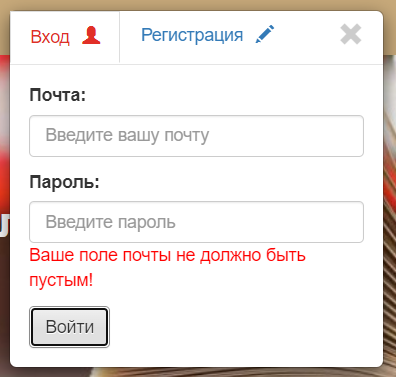 Вход Регистрация
Почта:
Введите вашу почту
Пароль:
Введите пароль
Ваше поле почты не должно быть
пустым!
Войти